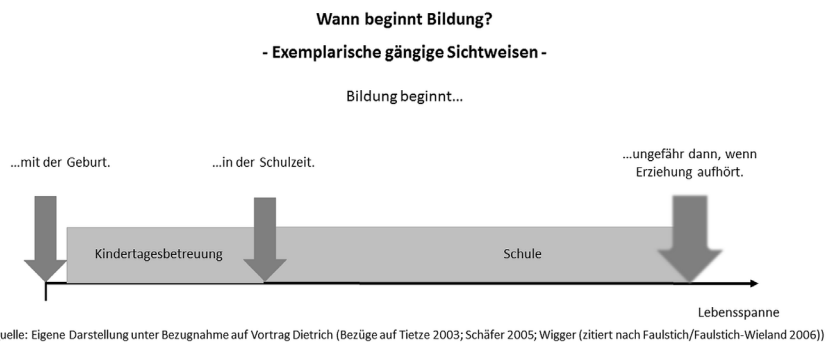 Wann beginnt Bildung?
- Exemplarische gängige Sichtweisen -
Bildung beginnt...
...mit der Geburt.
...in der Schulzeit.
...ungefähr dann, wenn
Erziehung aufhört.
Kindertagesbetreuung
Schule
Lebensspanne
uelle: Eigene Darstellung unter Bezugnahme auf Vortrag Dietrich (Bezüge auf Tietze 2003; Schäfer 2005; Wigger (zitiert nach Faulstich/Faulstich-Wieland 2006))